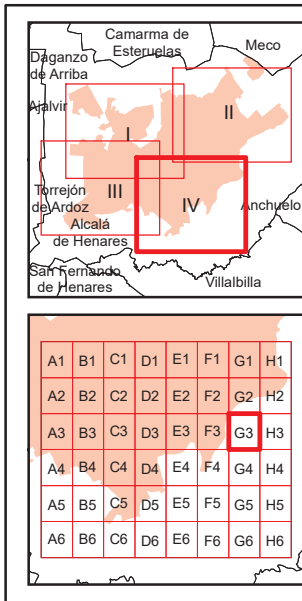 Camarma de
Esteruelas
Meco
Daganzo
de Arriba
Ajalvir
I
II
Torrejón
de Ardoz
III
IV
Anchuelo
Alcalá
de Henares
San Fernando
de Henares
Villalbilla
A1 B1 C1 D1 E1 F1 G1 H1
A2 B2 C2 D2 E2 F2 G2 H2
A3 B3 C3 D3 E3 F3 G3 H3
A4 B4 C4 D4 E4 F4 G4 H4
A5 B5 C5 D5 E5 F5 G5 H5
A6 B6 C6 D6 E6 F6 G6 H6